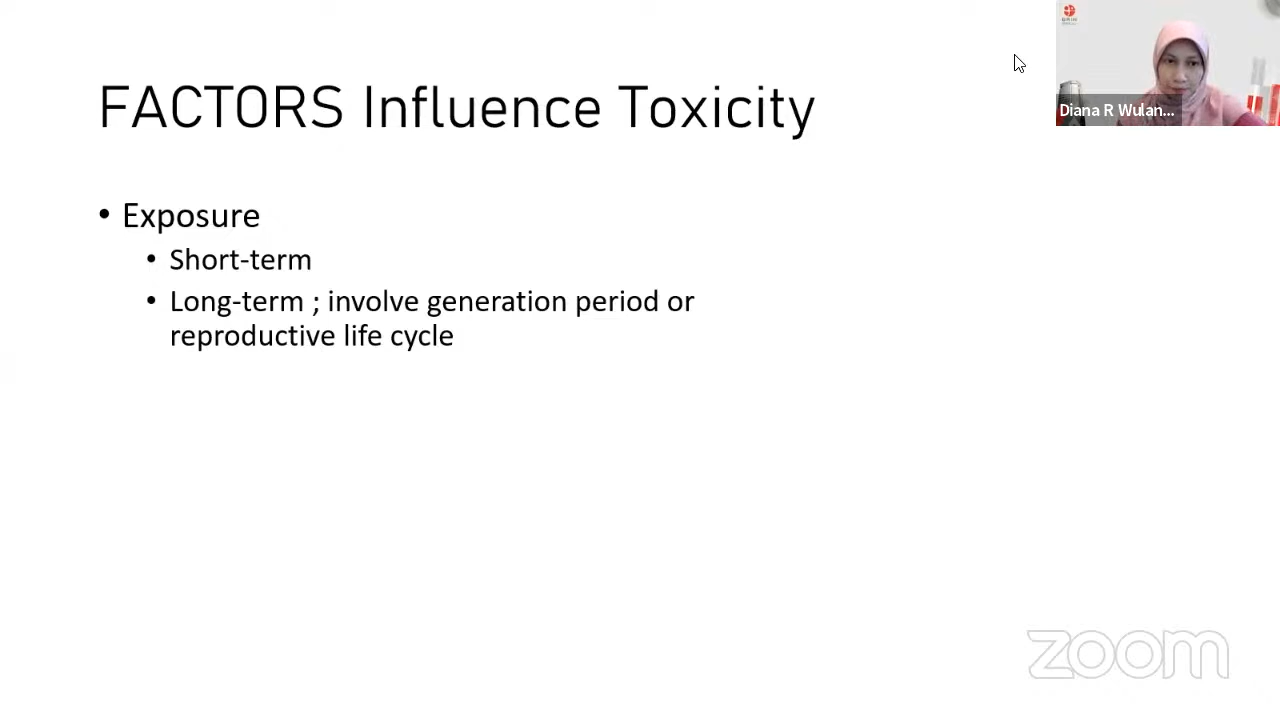 FACTORS Influence Toxicity
Diana R Wulan...
• Exposure
• Short-term
• Long-term ; involve generation period or
reproductive life cycle
zoom